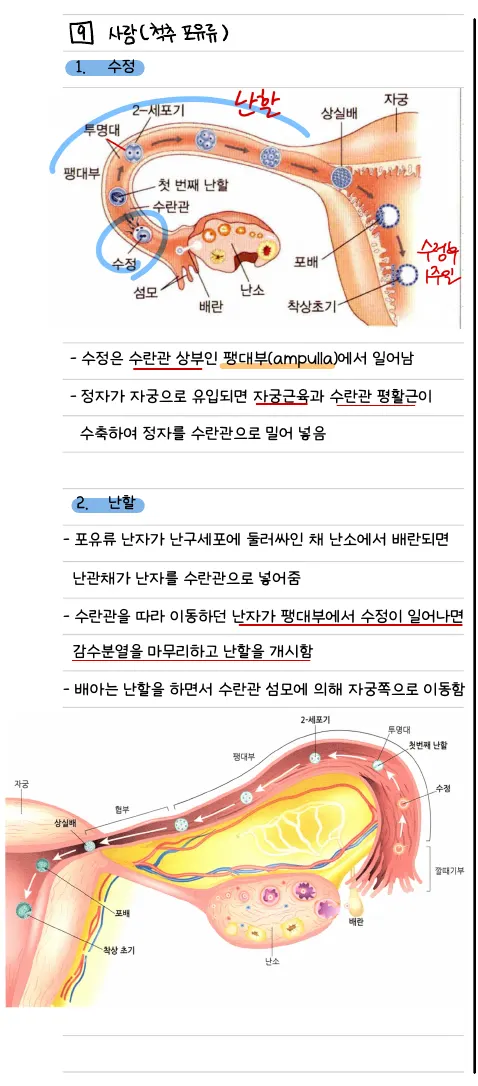 9 사람(척추 포유류)
1. 수정
난할
자궁
2-세포기
상실배
투명대
팽대부
첫 번째 난할
수란관
수정
섬모
배란
난소
포배
착상초기
수정後
1주일
- 수정은 수란관 상부인 팽대부(ampulla)에서 일어남
- 정자가 자궁으로 유입되면 자궁근육과 수란관 평활근이
수축하여 정자를 수란관으로 밀어 넣음
2. 난할
- 포유류 난자가 난구세포에 둘러싸인 채 난소에서 배란되면
난관채가 난자를 수란관으로 넣어줌
- 수란관을 따라 이동하던 난자가 팽대부에서 수정이 일어나면
감수분열을 마무리하고 난할을 개시함
- 배아는 난할을 하면서 수란관 섬모에 의해 자궁쪽으로 이동함
2-세포기
투명대
첫번째 난할
팽대부
자궁
수정
협부
상실배
깔때기부
포배
배란
착상 초기
난소